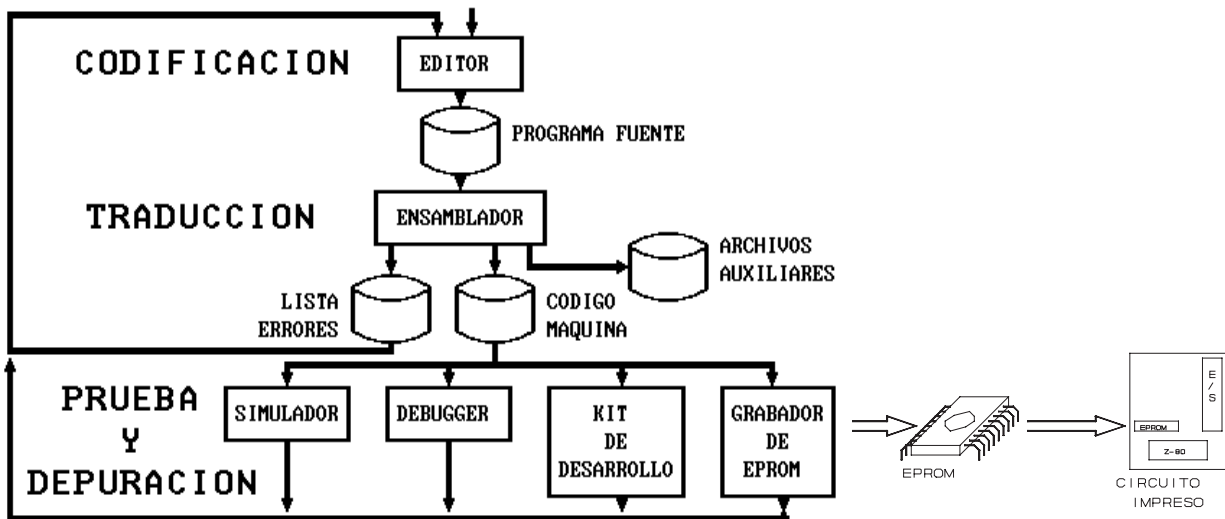 CODIFICACION
EDITOR
PROGRAMA FUENTE
TRADUCCION
ENSAMBLADOR
ARCHIVOS
AUXILIARES
LISTA
ERRORES
CODIGO
MAQUINA
PRUEBA
Y
DEPURACION
SIMULADOR
DEBUGGER
KIT
DE
DESARROLLO
GRABADOR
DE
EPROM
EPROM
E/S
EPROM
Z-80
CIRCUITO
IMPRESO